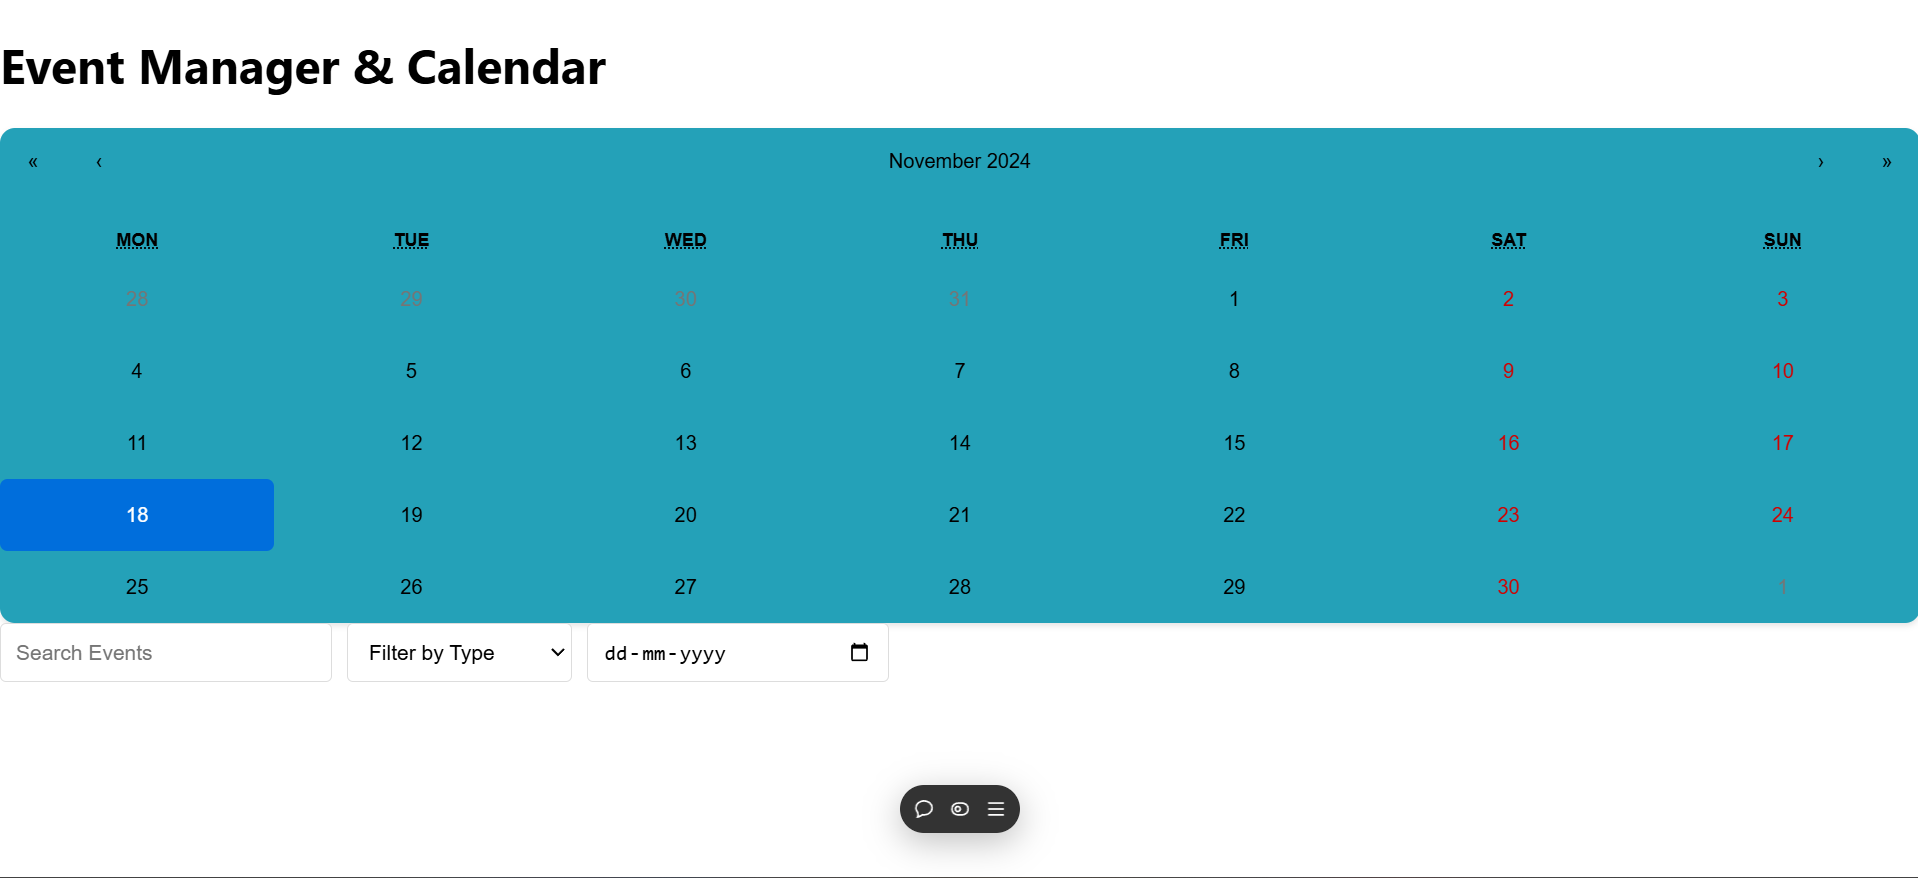 Event Manager & Calendar
« ‹ November 2024 › »
MON TUE WED THU FRI SAT SUN
28 29 30 31 1 2 3
4 5 6 7 8 9 10
11 12 13 14 15 16 17
18 19 20 21 22 23 24
25 26 27 28 29 30 1
Search Events Filter by Type dd-mm-yyyy